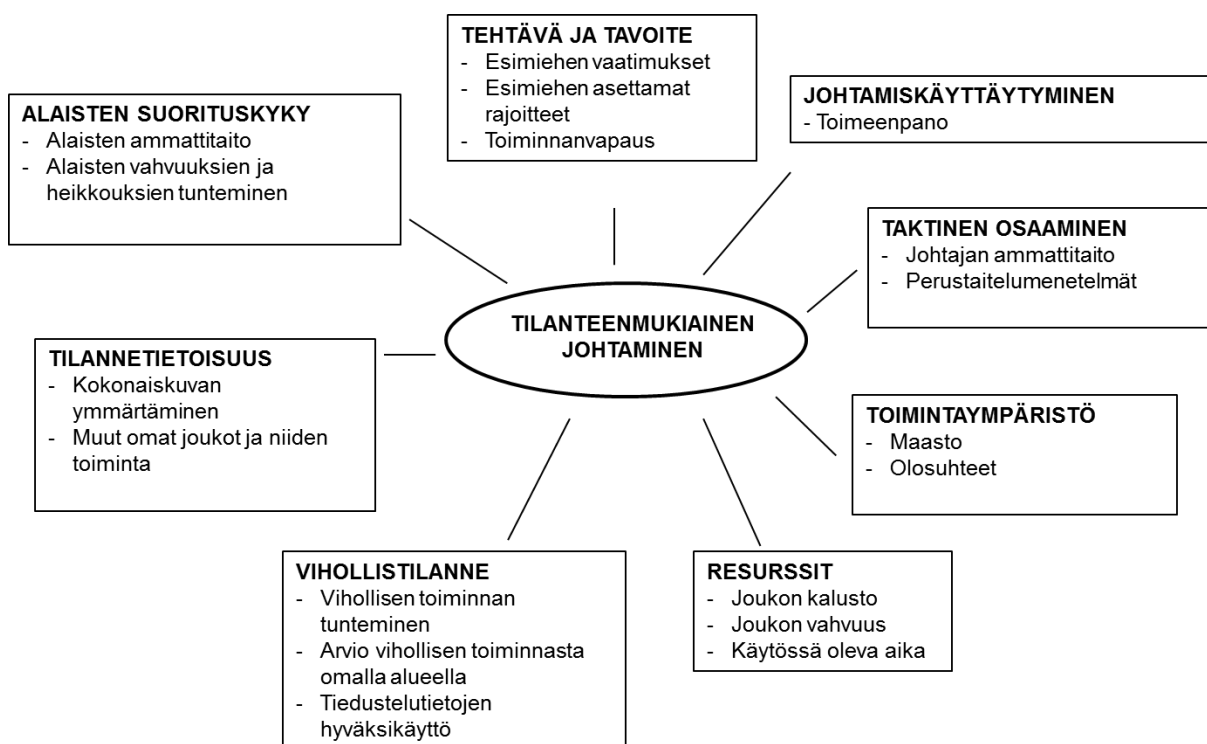 TEHTÄVÄ JA TAVOITE
- Esimiehen vaatimukset
- Esimiehen asettamat
rajoitteet
- Toiminnanvapaus
JOHTAMISKÄYTTÄYTYMINEN
- Toimeenpano
ALAISTEN SUORITUSKYKY
- Alaisten ammattitaito
- Alaisten vahvuuksien ja
heikkouksien tunteminen
TAKTINEN OSAAMINEN
- Johtajan ammattitaito
- Perustaitelumenetelmät
TILANTEENMUKIAINEN
JOHTAMINEN
TILANNETIETOISUUS
- Kokonaiskuvan
ymmärtäminen
- Muut omat joukot ja niiden
toiminta
TOIMINTAYMPÄRISTÖ
- Maasto
- Olosuhteet
VIHOLLISTILANNE
- Vihollisen toiminnan
tunteminen
- Arvio vihollisen toiminnasta
omalla alueella
- Tiedustelutietojen
hyväksikäyttö
RESURSSIT
- Joukon kalusto
- Joukon vahvuus
- Käytössä oleva aika